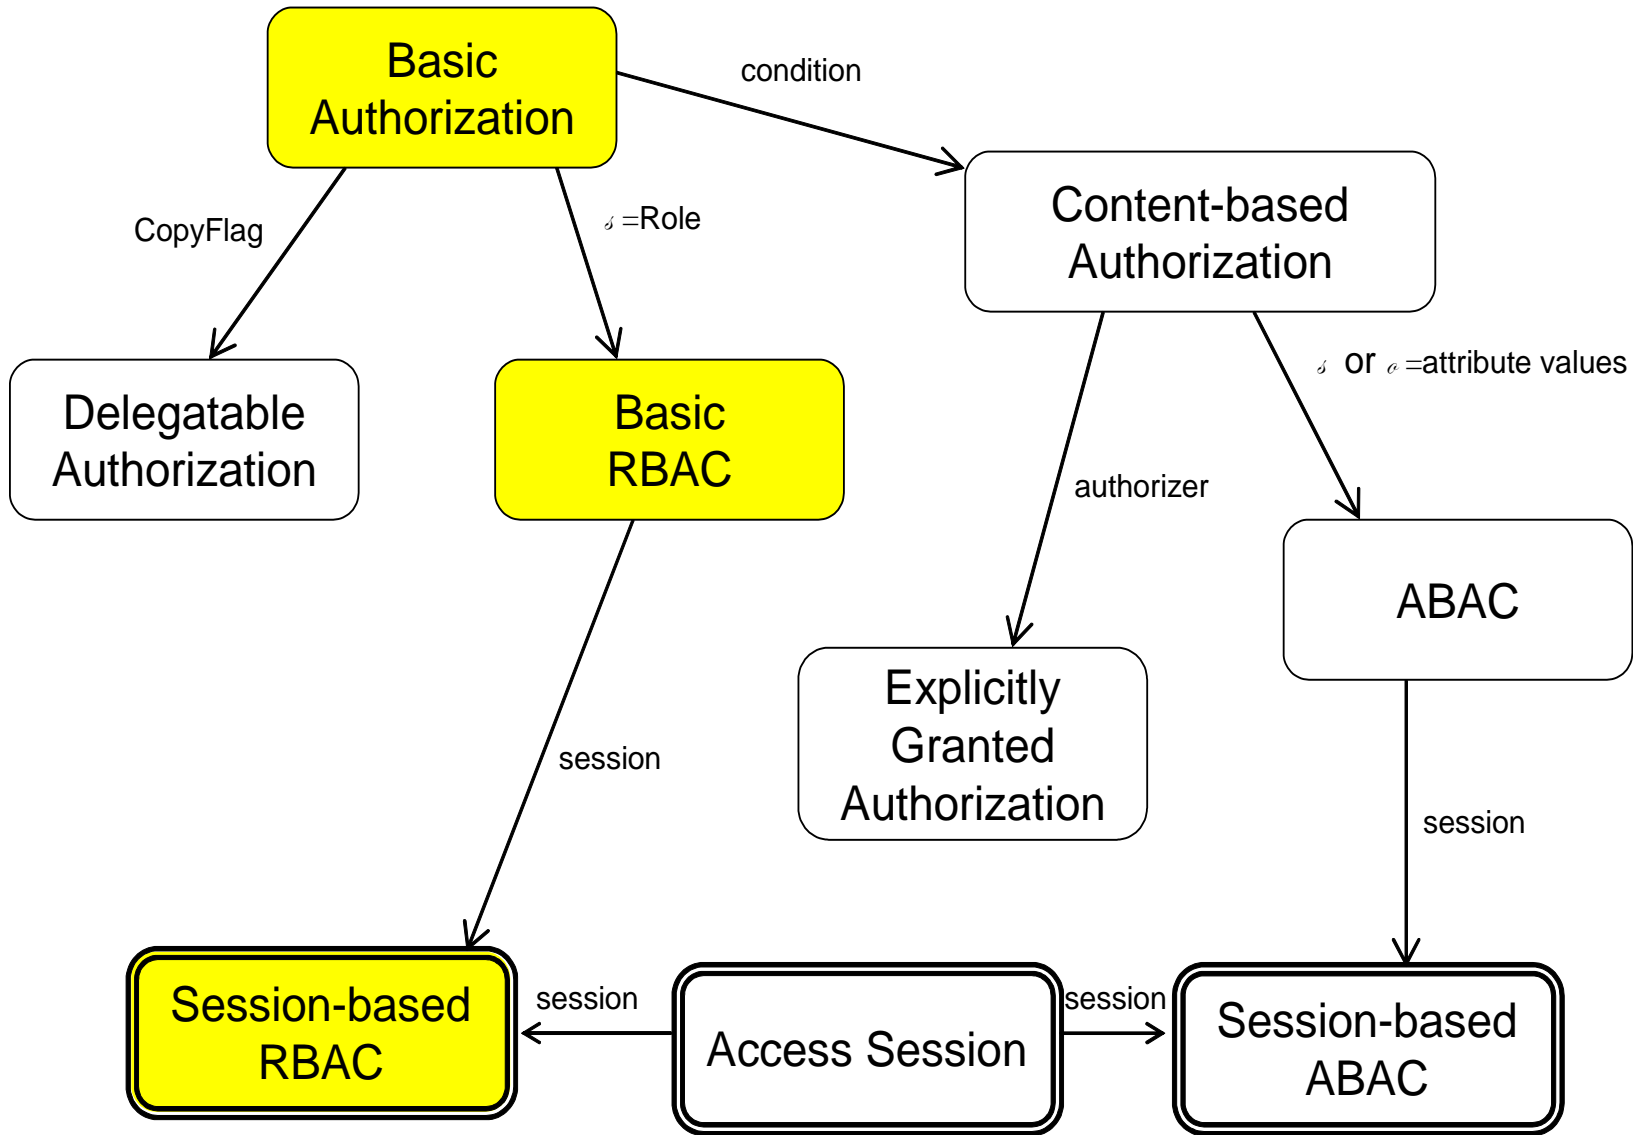 Basic
Authorization
condition
Content-based
Authorization
CopyFlag
𝓈 =Role
Delegatable
Authorization
Basic
RBAC
𝓈 or ℴ =attribute values
authorizer
ABAC
Explicitly
Granted
Authorization
session
session
Session-based
RBAC
session
Access Session
session
Session-based
ABAC